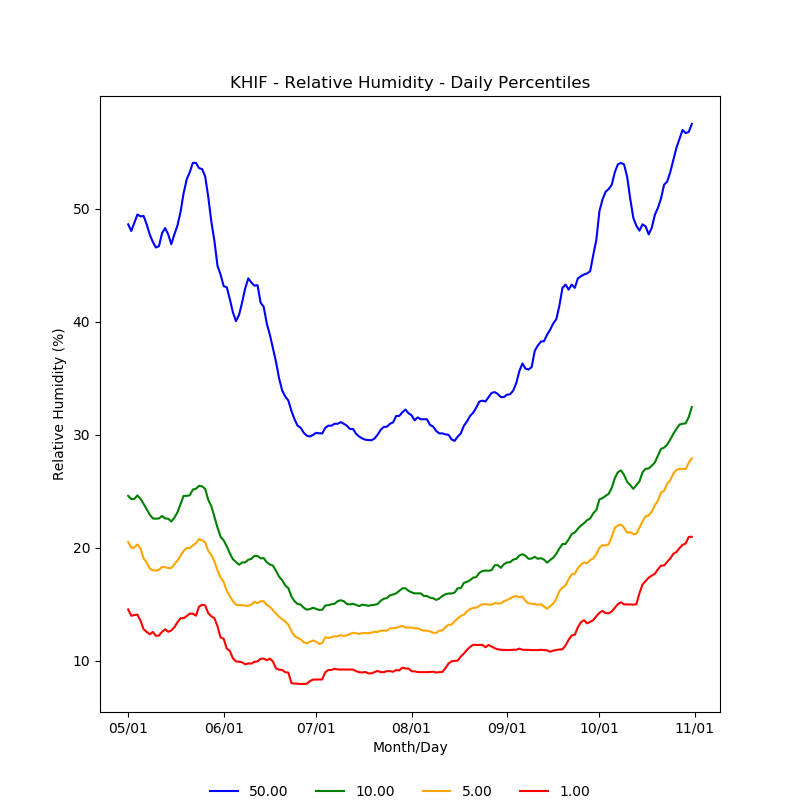 KHIF - Relative Humidity - Daily Percentiles
50
40
30
20
10
Relative Humidity (%)
05/01 06/01 07/01 08/01 09/01 10/01 11/01
Month/Day
50.00 10.00 5.00 1.00